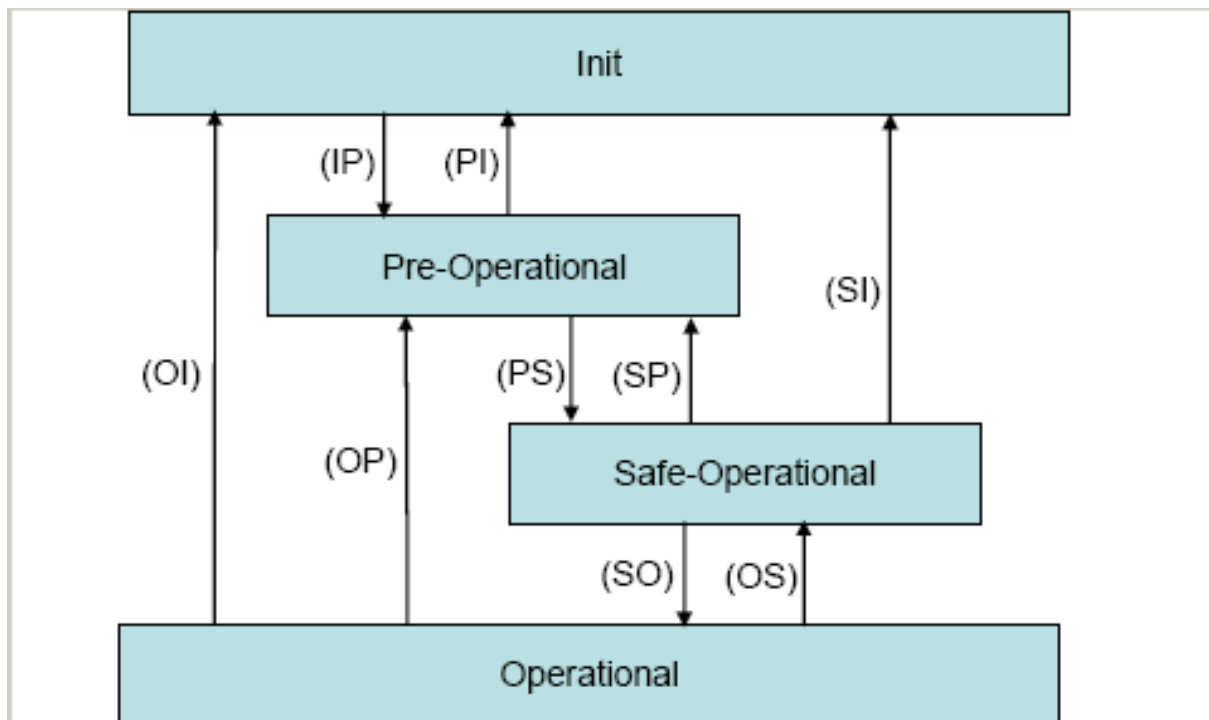 Init
(IP)
(PI)
Pre-Operational
(SI)
(OI)
(PS)
(SP)
(OP)
Safe-Operational
(SO)
(OS)
Operational